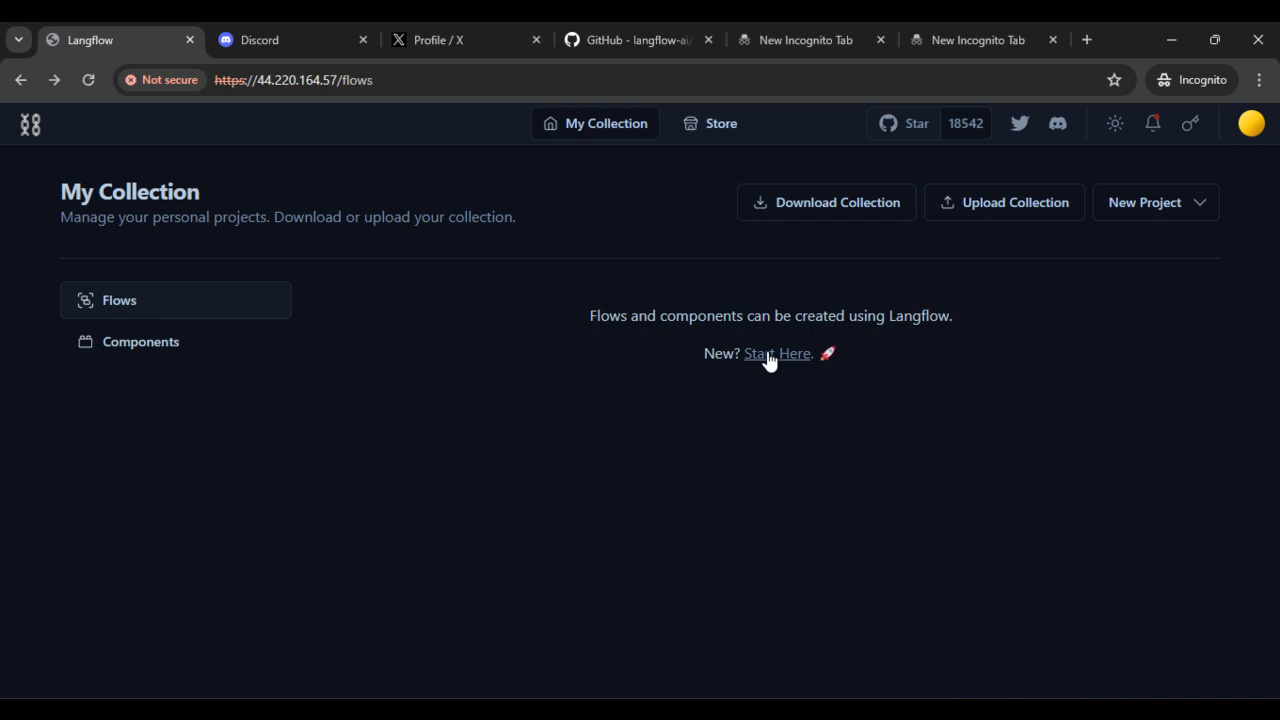 Langflow
Discord
Profile / X
GitHub - langflow-ai/
New Incognito Tab
New Incognito Tab
Not secure
https://44.220.164.57/flows
Incognito
My Collection
Store
Star
18542
My Collection
Manage your personal projects. Download or upload your collection.
Download Collection
Upload Collection
New Project
Flows
Components
Flows and components can be created using Langflow.
New? Start Here. 🚀